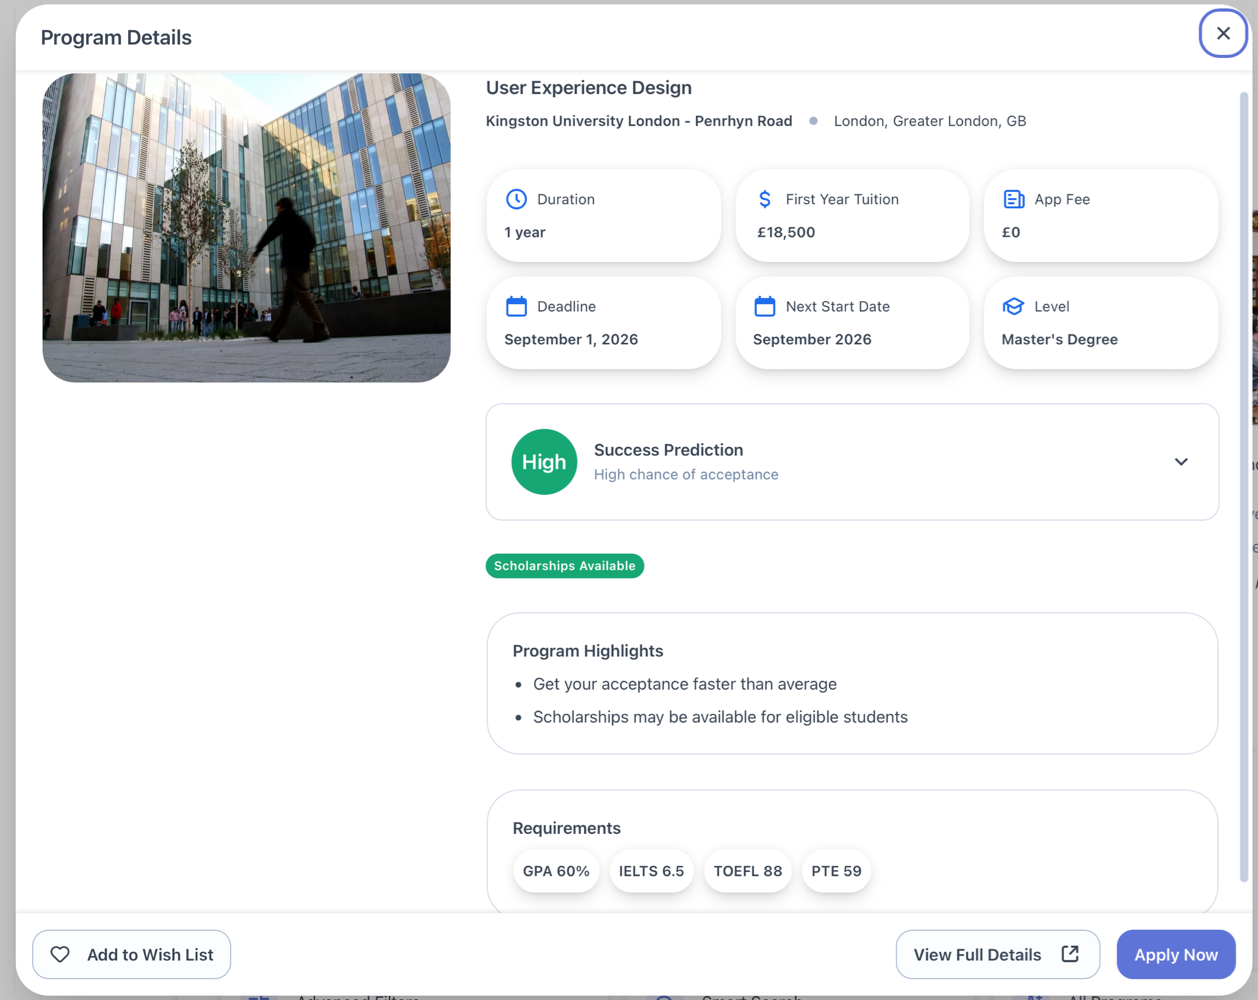 Program Details
User Experience Design
Kingston University London - Penrhyn Road
London, Greater London, GB
Duration
1 year
First Year Tuition
£18,500
App Fee
£0
Deadline
September 1, 2026
Next Start Date
September 2026
Level
Master's Degree
High
Success Prediction
High chance of acceptance
Scholarships Available
Program Highlights
• Get your acceptance faster than average
• Scholarships may be available for eligible students
Requirements
GPA 60%
IELTS 6.5
TOEFL 88
PTE 59
Add to Wish List
View Full Details
Apply Now